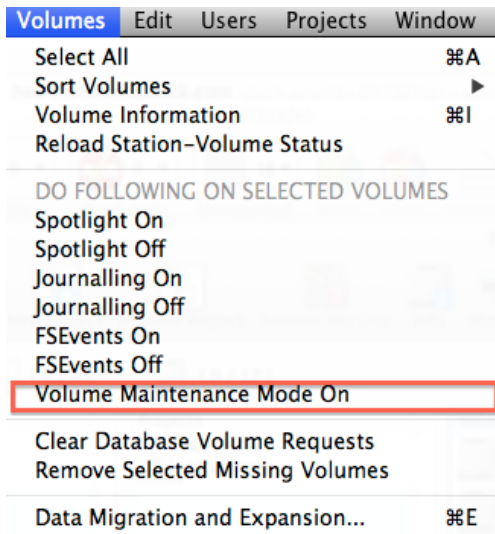 Volumes Edit Users Projects Window
Select All ⌘A
Sort Volumes ▶
Volume Information ⌘I
Reload Station-Volume Status
DO FOLLOWING ON SELECTED VOLUMES
Spotlight On
Spotlight Off
Journalling On
Journalling Off
FSEvents On
FSEvents Off
Volume Maintenance Mode On
Clear Database Volume Requests
Remove Selected Missing Volumes
Data Migration and Expansion... ⌘E